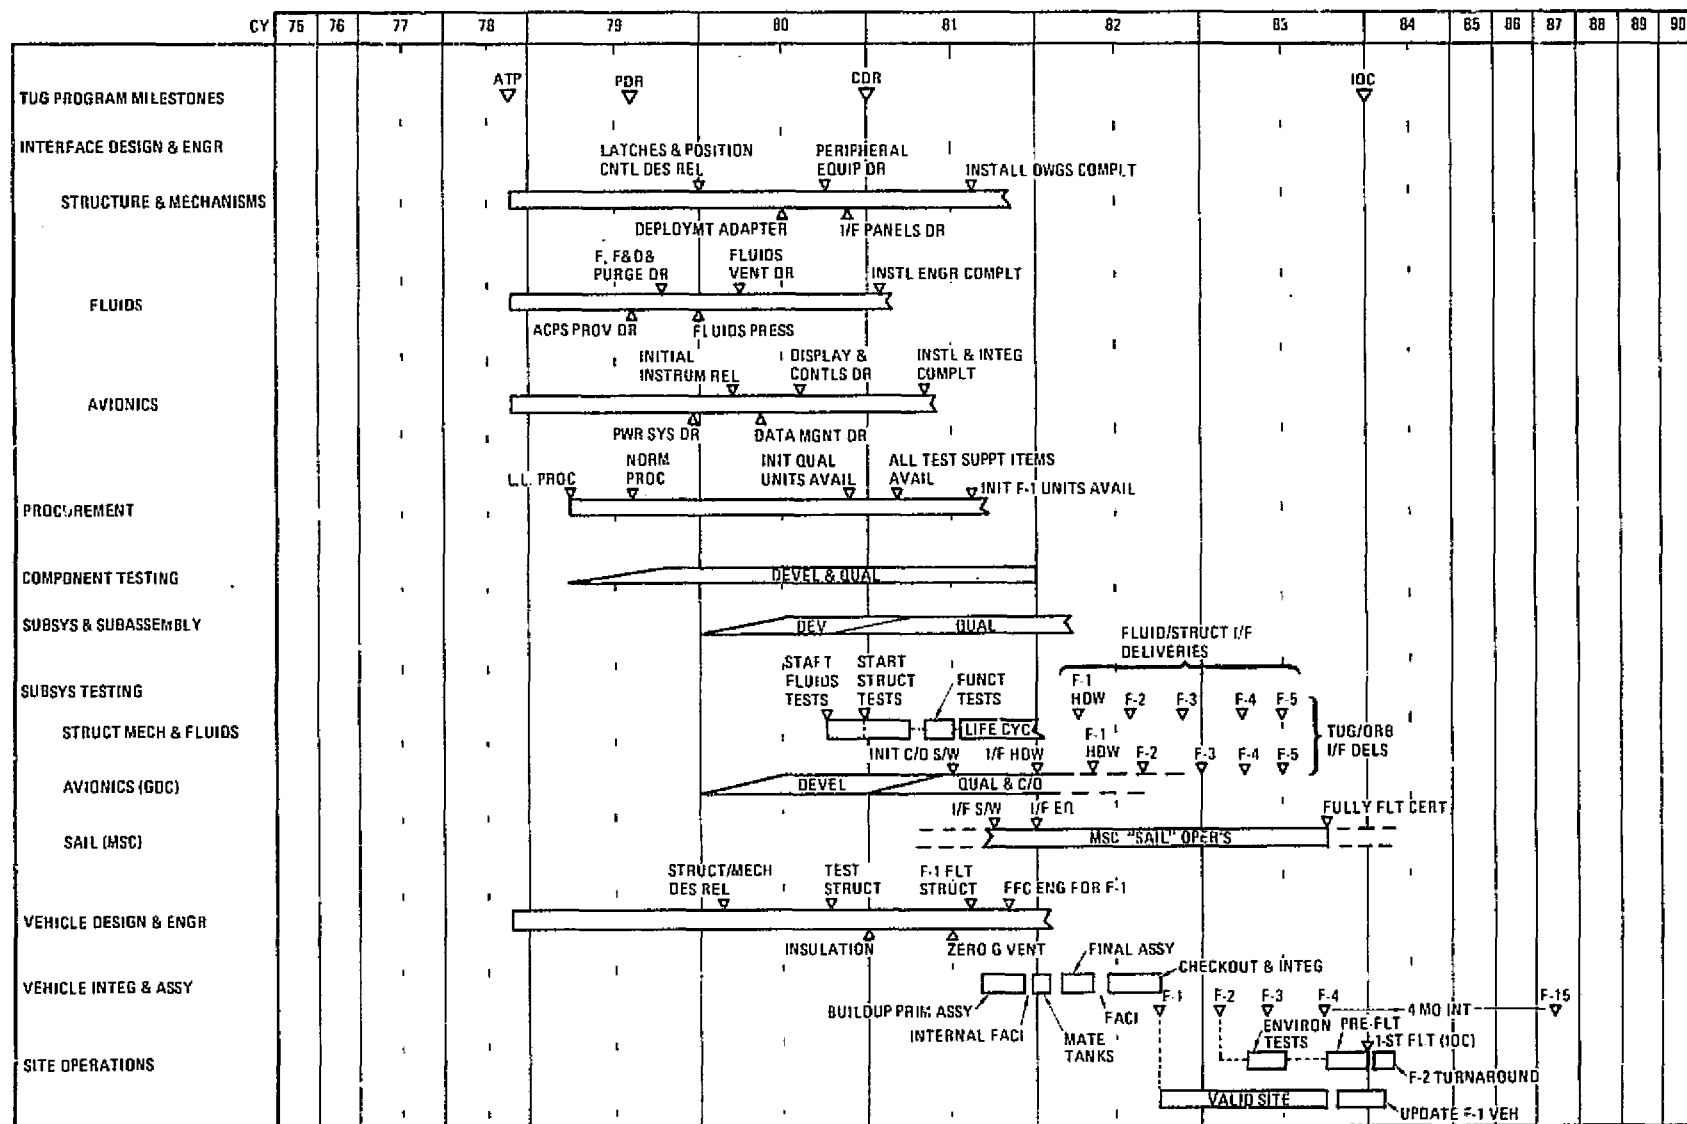 CY 75 76 77 78 79 80 81 82 83 84 85 86 87 88 89 90
ATP PDR CDR IOC
TUG PROGRAM MILESTONES
INTERFACE DESIGN & ENGR
LATCHES & POSITION
CNTL DES REL
PERIPHERAL
EQUIP DR
INSTALL DWGS COMPLT
STRUCTURE & MECHANISMS
DEPLOYMT ADAPTER
I/F PANELS DR
F, F&D&
PURGE DR
FLUIDS
VENT DR
INSTL ENGR COMPLT
FLUIDS
ACPS PROV DR
FLUIDS PRESS
INITIAL
INSTRUM REL
DISPLAY &
CONTLS DR
INSTL & INTEG
COMPLT
AVIONICS
PWR SYS DR
DATA MGNT DR
L.L. PROC
NORM
PROC
INIT QUAL
UNITS AVAIL
ALL TEST SUPPT ITEMS
AVAIL
INIT F-1 UNITS AVAIL
PROCUREMENT
COMPONENT TESTING
DEVEL & QUAL
SUBSYS & SUBASSEMBLY
DEV
QUAL
FLUID/STRUCT I/F
DELIVERIES
SUBSYS TESTING
START
FLUIDS
TESTS
START
STRUCT
TESTS
FUNCT
TESTS
F-1
HDW
F-2
F-3
F-4
F-5
STRUCT MECH & FLUIDS
LIFE CYC
TUG/ORB
I/F DELS
INIT C/O S/W
I/F HDW
F-1
HDW
F-2
F-3
F-4
F-5
AVIONICS (GDC)
DEVEL
QUAL & C/O
I/F S/W
I/F EQ
FULLY FLT CERT
SAIL (MSC)
MSC "SAIL" OPER'S
STRUCT/MECH
DES REL
TEST
STRUCT
F-1 FLT
STRUCT
FFC ENG FOR F-1
VEHICLE DESIGN & ENGR
INSULATION
ZERO G VENT
FINAL ASSY
CHECKOUT & INTEG
VEHICLE INTEG & ASSY
F-1
F-2
F-3
F-4
4 MO INT
F-15
BUILDUP PRIM ASSY
INTERNAL FACI
MATE
TANKS
FACI
ENVIRON
TESTS
PRE-FLT
1-ST FLT (IOC)
SITE OPERATIONS
F-2 TURNAROUND
VALID SITE
UPDATE F-1 VEH